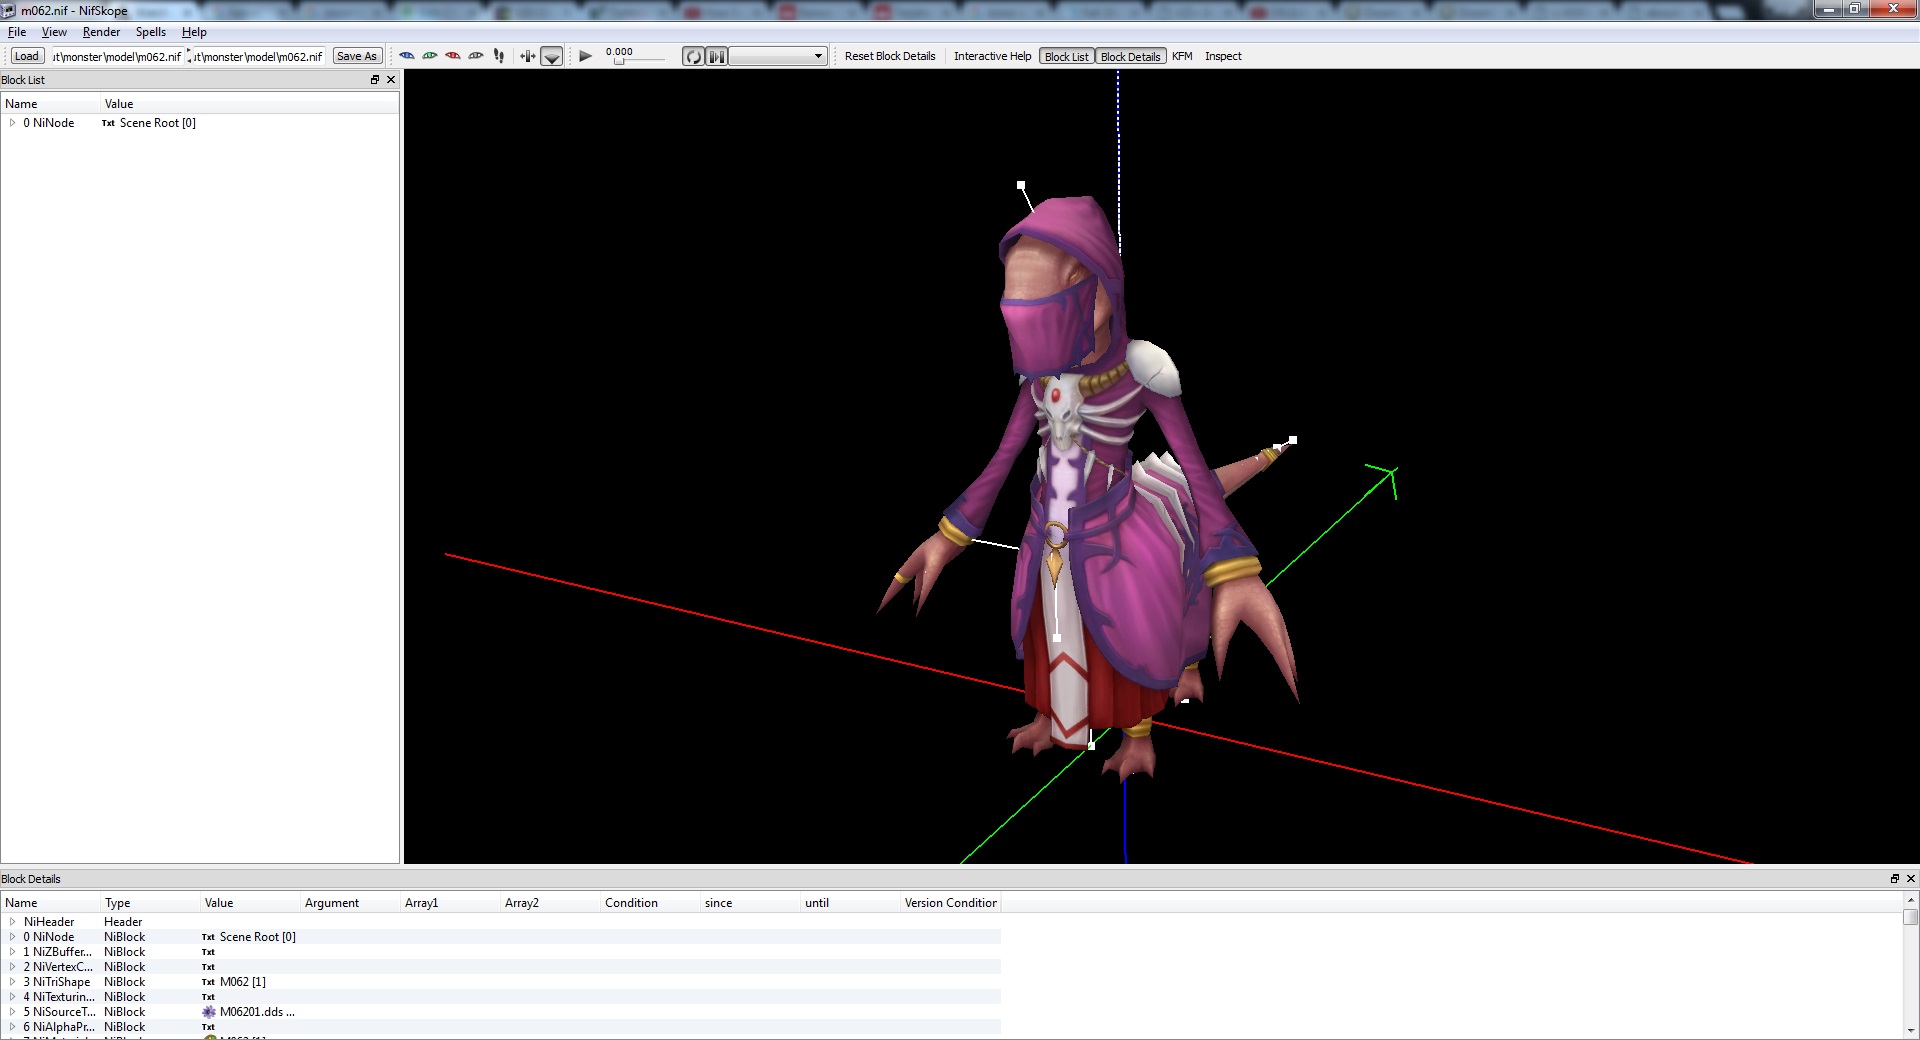 m062.nif - NifSkope
File View Render Spells Help
Load ut\monster\model\m062.nif ut\monster\model\m062.nif Save As 0.000 Reset Block Details Interactive Help Block List Block Details KFM Inspect
Block List
Name Value
0 NiNode Txt Scene Root [0]
Block Details
Name Type Value Argument Array1 Array2 Condition since until Version Condition
NiHeader Header
0 NiNode NiBlock Txt Scene Root [0]
1 NiZBuffer... NiBlock Txt
2 NiVertexC... NiBlock Txt
3 NiTriShape NiBlock Txt M062 [1]
4 NiTexturin... NiBlock Txt
5 NiSourceT... NiBlock M06201.dds ...
6 NiAlphaPr... NiBlock Txt